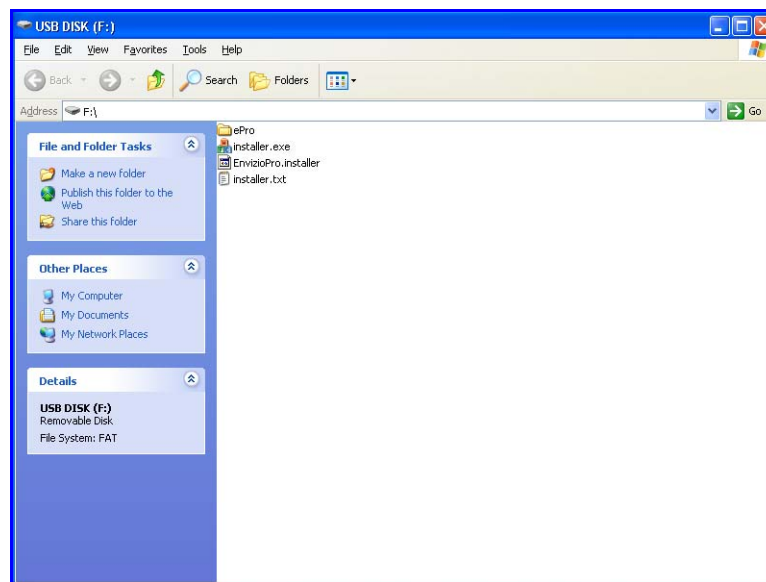 USB DISK (F:)
File Edit View Favorites Tools Help
Back Search Folders
Address F:\ Go
File and Folder Tasks
Make a new folder
Publish this folder to the
Web
Share this folder
Other Places
My Computer
My Documents
My Network Places
Details
USB DISK (F:)
Removable Disk
File System: FAT
ePro
installer.exe
EnvizioPro.installer
installer.txt